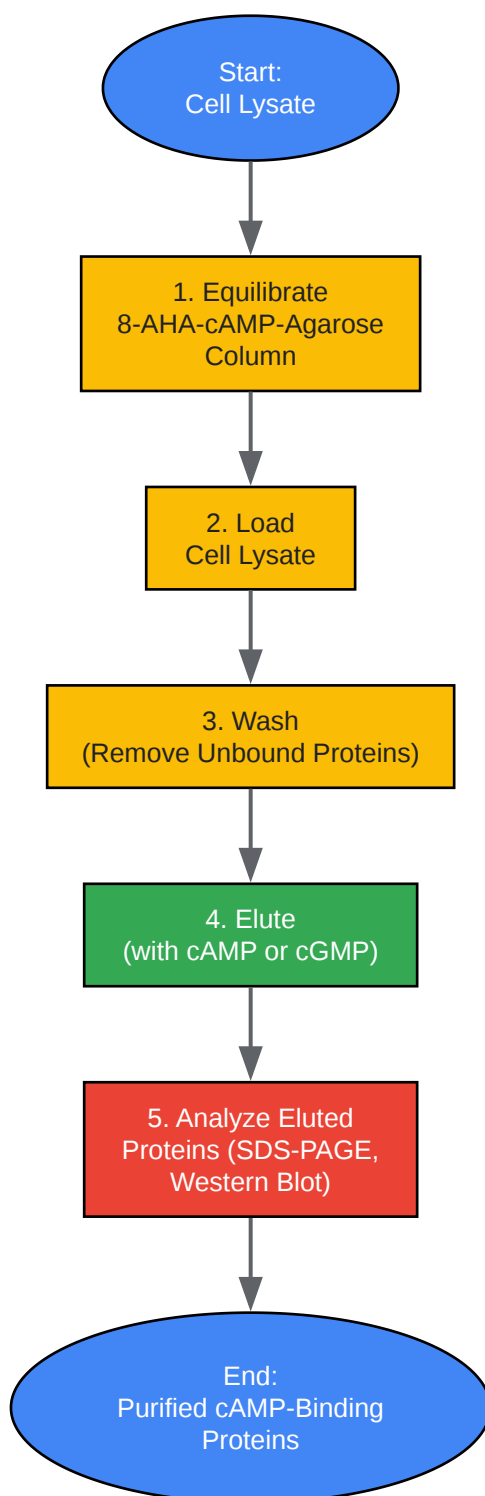 Start:
Cell Lysate
1. Equilibrate
8-AHA-cAMP-Agarose
Column
2. Load
Cell Lysate
3. Wash
(Remove Unbound Proteins)
4. Elute
(with cAMP or cGMP)
5. Analyze Eluted
Proteins (SDS-PAGE,
Western Blot)
End:
Purified cAMP-Binding
Proteins